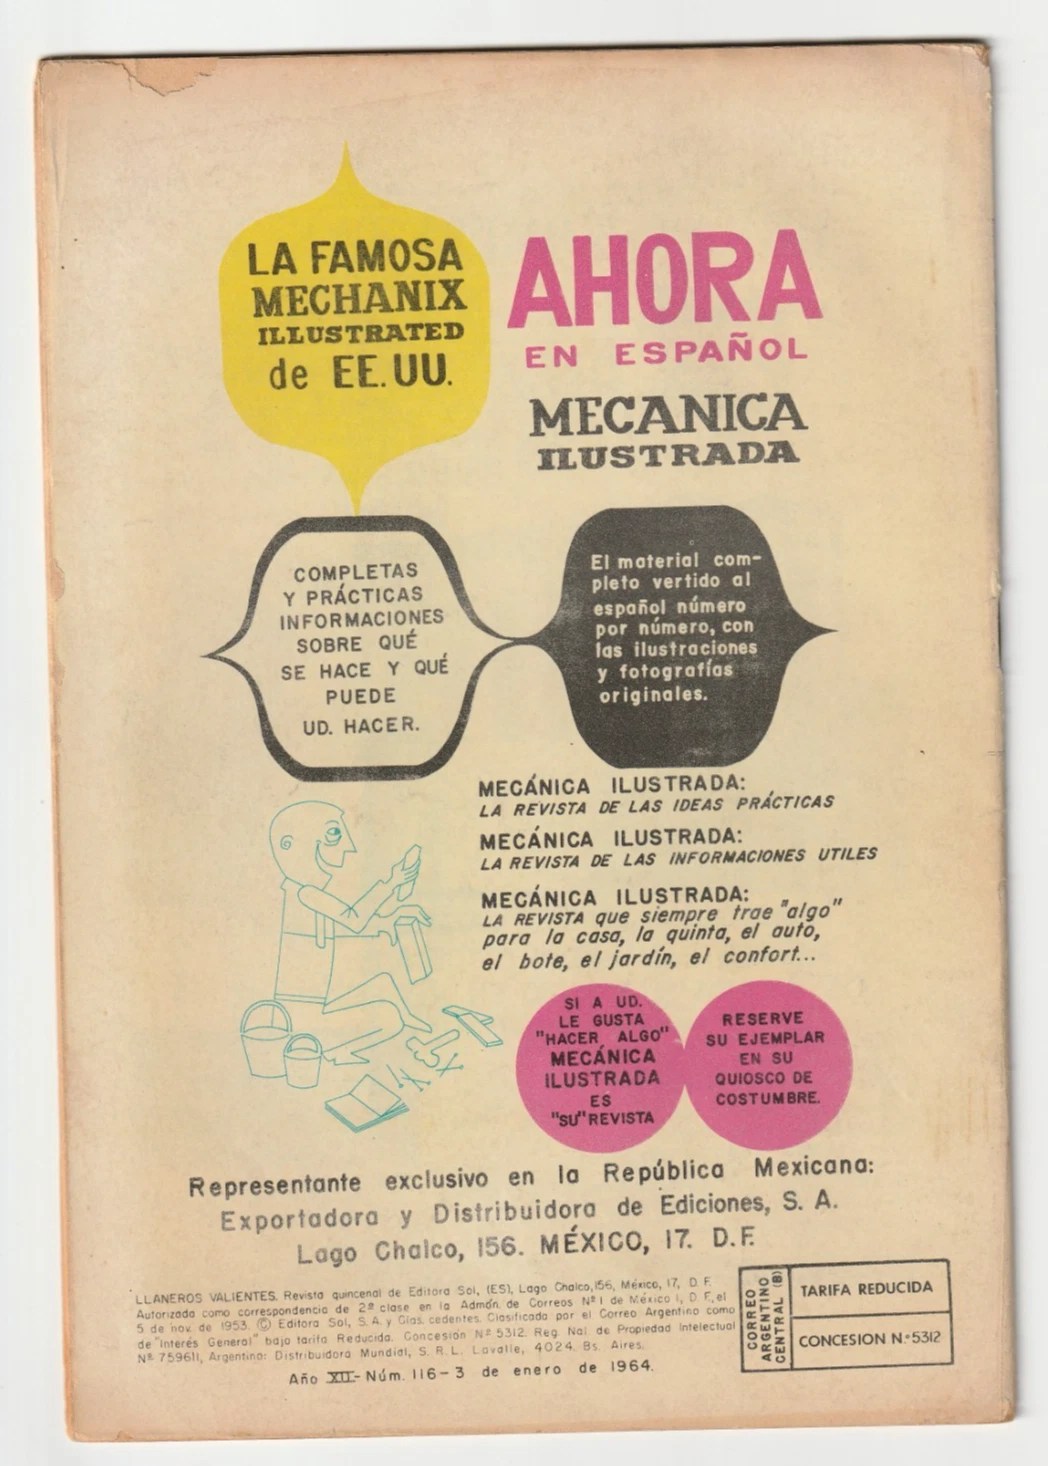 LA FAMOSA
MECHANIX
ILLUSTRATED
de EE. UU.
AHORA
EN ESPAÑOL
MECANICA
ILUSTRADA
COMPLETAS
Y PRÁCTICAS
INFORMACIONES
SOBRE QUÉ
SE HACE Y QUÉ
PUEDE
UD. HACER.
El material com-
pleto vertido al
español número
por número, con
las ilustraciones
y fotografías
originales.
MECÁNICA ILUSTRADA:
LA REVISTA DE LAS IDEAS PRÁCTICAS
MECÁNICA ILUSTRADA:
LA REVISTA DE LAS INFORMACIONES UTILES
MECÁNICA ILUSTRADA:
LA REVISTA que siempre trae "algo"
para la casa, la quinta, el auto,
el bote, el jardín, el confort...
SI A UD.
LE GUSTA
"HACER ALGO"
MECÁNICA
ILUSTRADA
ES
"SU" REVISTA
RESERVE
SU EJEMPLAR
EN SU
QUIOSCO DE
COSTUMBRE.
Representante exclusivo en la República Mexicana:
Exportadora y Distribuidora de Ediciones, S. A.
Lago Chalco, 156. MÉXICO, 17. D.F.
LLANEROS VALIENTES. Revista quincenal de Editora Sol, (ES), Lago Chalco, 156, México, 17, D F.
Autorizada como correspondencia de 2ª clase en la Admón. de Correos Nº 1 de México 1, D F, el
5 de nov. de 1953. © Editora Sol, S. A. y Clas. cedentes. Clasificada por el Correo Argentino como
de "Interés General" bajo tarifa Reducida. Concesión Nº 5312. Reg. Nal. de Propiedad Intelectual
Nº 759611, Argentina: Distribuidora Mundial, S. R. L. Lavalle, 4024. Bs. Aires.
Año XII - Núm. 116 - 3 de enero de 1964.
CORREO
ARGENTINO
CENTRAL (B)
TARIFA REDUCIDA
CONCESION N.º 5312